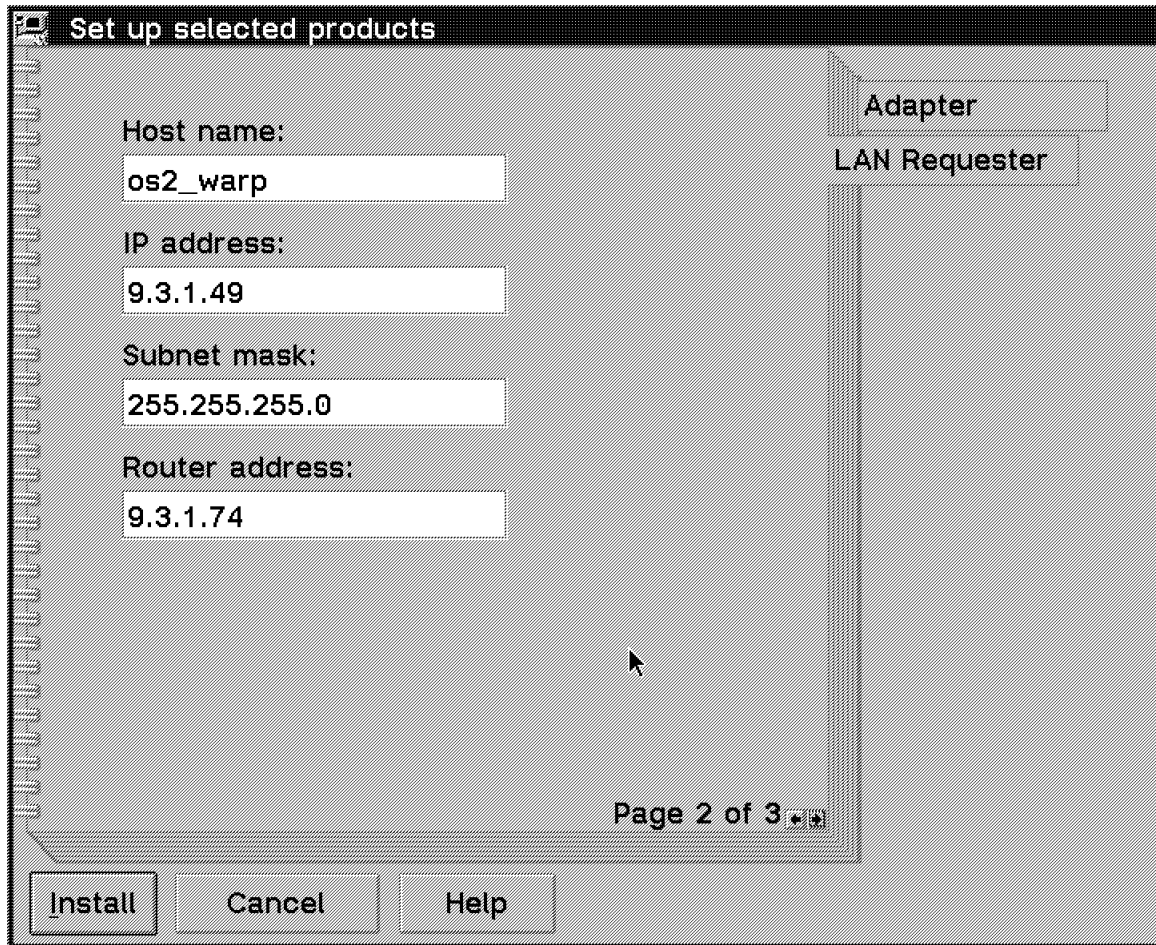 Set up selected products
Adapter
LAN Requester
Host name:
os2_warp
IP address:
9.3.1.49
Subnet mask:
255.255.255.0
Router address:
9.3.1.74
Page 2 of 3
Install
Cancel
Help